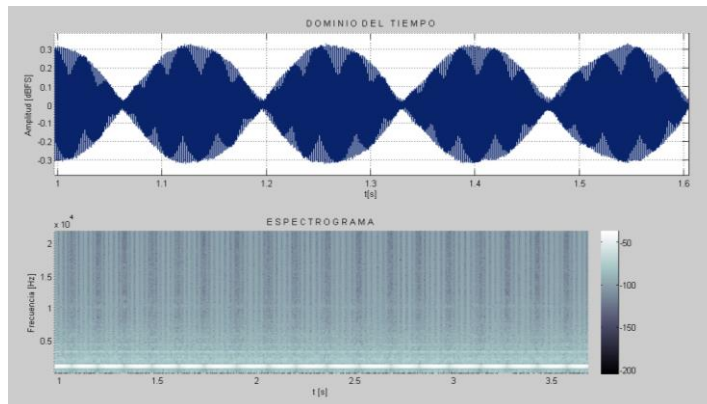 DOMINIO DEL TIEMPO
Amplitud [dBFS]
0.3
0.2
0.1
0
-0.1
-0.2
-0.3
1 1.1 1.2 1.3 1.4 1.5 1.6
t[s]
ESPECTROGRAMA
x 10^4
Frecuencia [Hz]
2
1.5
1
0.5
1 1.5 2 2.5 3 3.5
t [s]
-50
-100
-150
-200